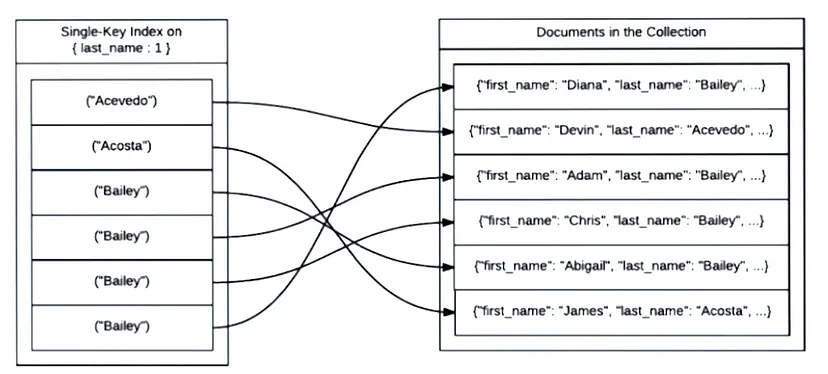 Single-Key Index on
{ last_name : 1 }
("Acevedo")
("Acosta")
("Bailey")
("Bailey")
("Bailey")
("Bailey")
Documents in the Collection
{"first_name": "Diana", "last_name": "Bailey", ...}
{"first_name": "Devin", "last_name": "Acevedo", ...}
{"first_name": "Adam", "last_name": "Bailey", ...}
{"first_name": "Chris", "last_name": "Bailey", ...}
{"first_name": "Abigail", "last_name": "Bailey", ...}
{"first_name": "James", "last_name": "Acosta", ...}